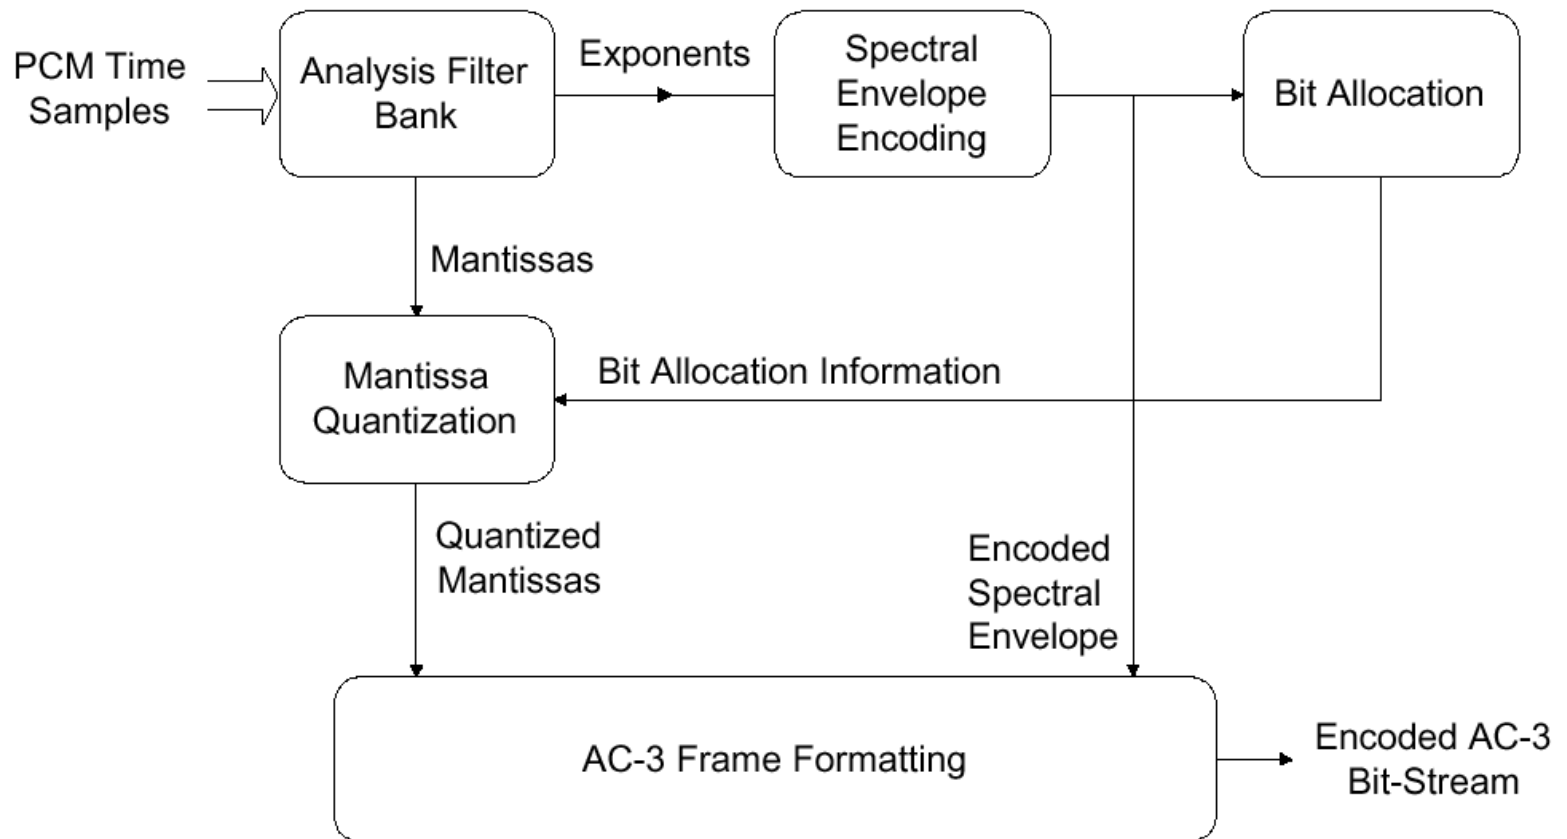 PCM Time
Samples
Analysis Filter
Bank
Exponents
Spectral
Envelope
Encoding
Bit Allocation
Mantissas
Mantissa
Quantization
Bit Allocation Information
Quantized
Mantissas
Encoded
Spectral
Envelope
AC-3 Frame Formatting
Encoded AC-3
Bit-Stream